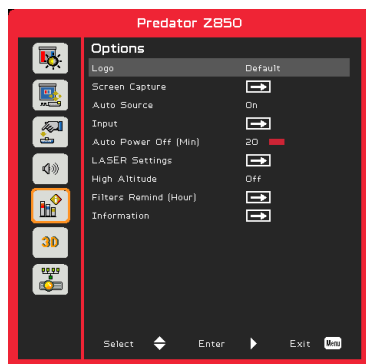 Predator Z850
Options
Logo Default
Screen Capture
Auto Source On
Input
Auto Power Off (Min) 20
LASER Settings
High Altitude Off
Filters Remind (Hour)
Information
3D
Select Enter Exit Menu